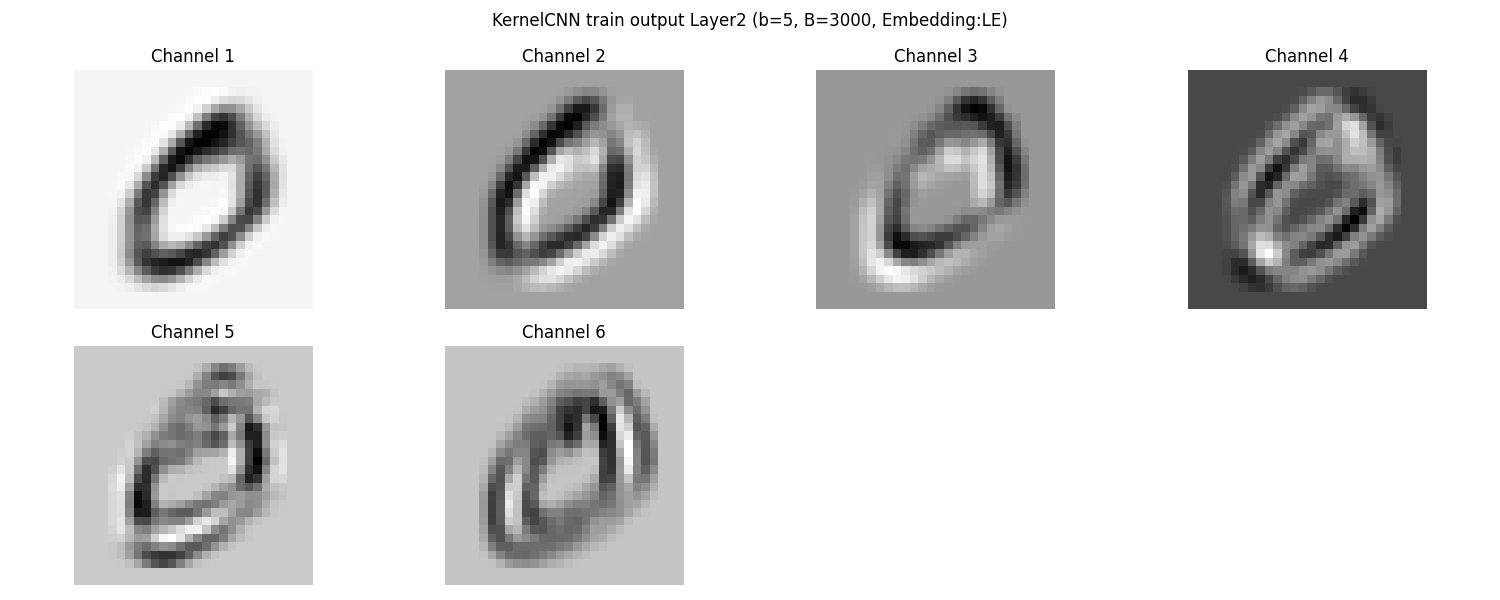 KernelCNN train output Layer2 (b=5, B=3000, Embedding:LE)
Channel 1
Channel 2
Channel 3
Channel 4
Channel 5
Channel 6